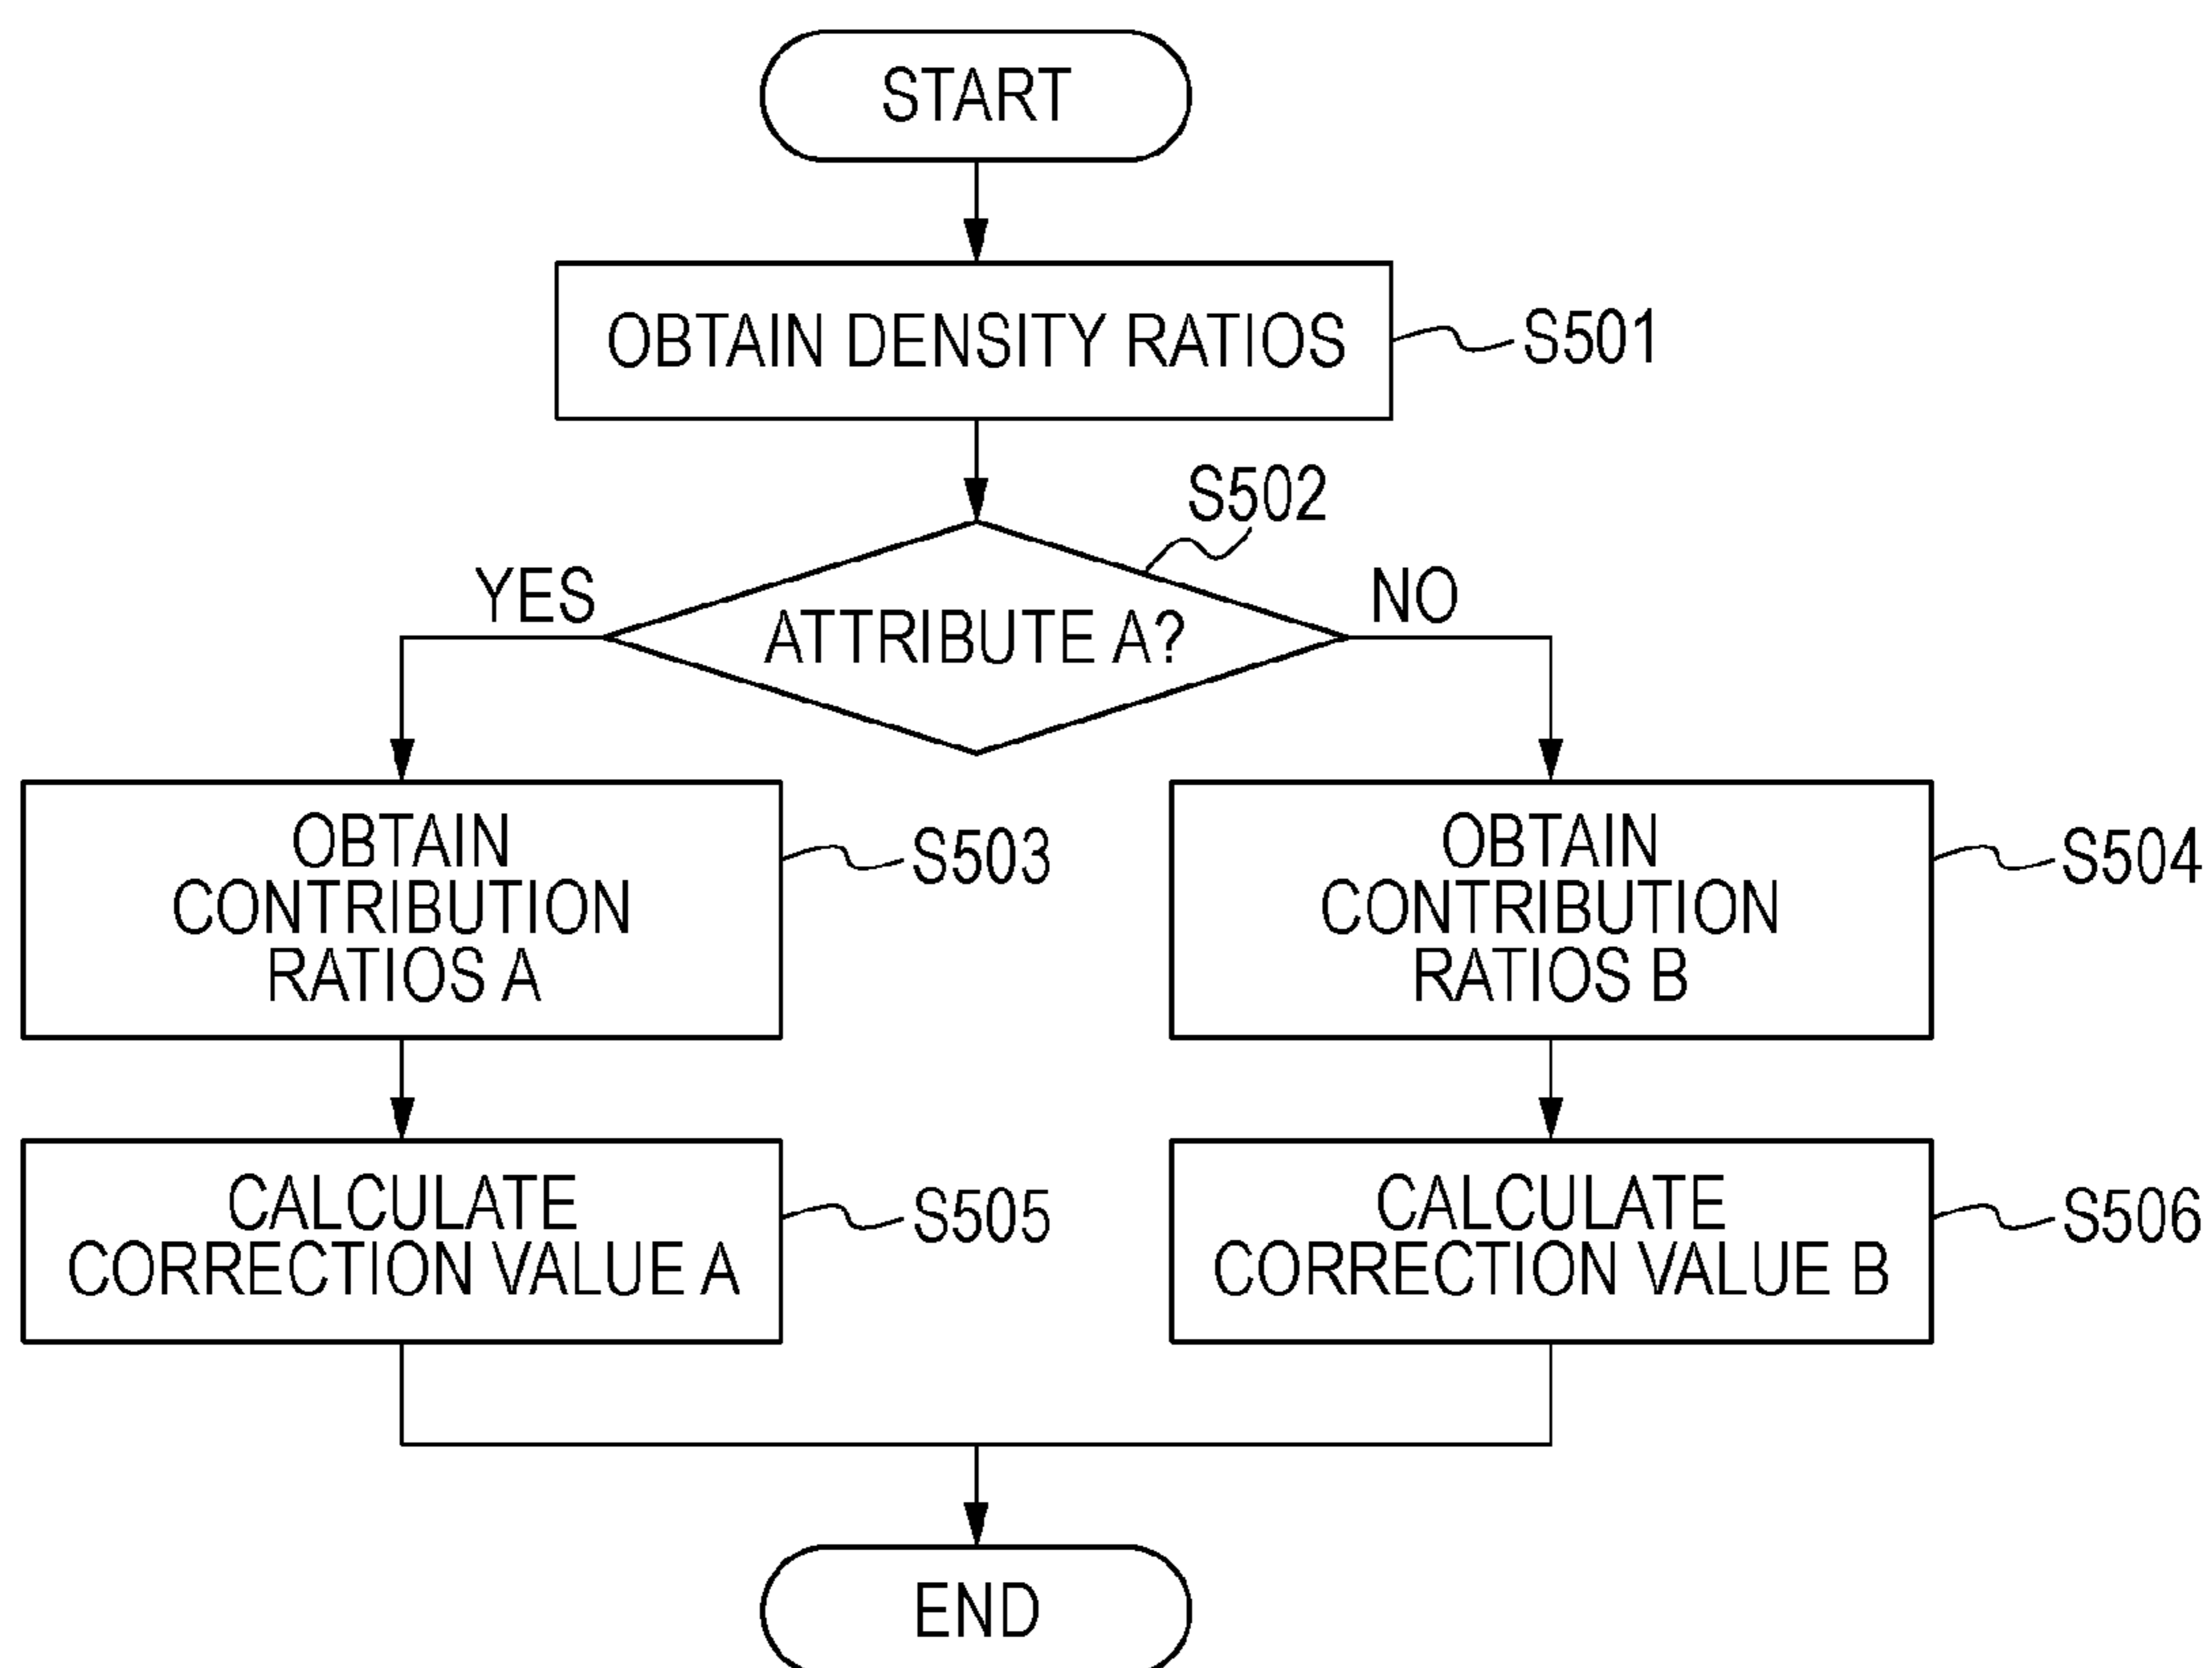 START
OBTAIN DENSITY RATIOS
S501
S502
YES
ATTRIBUTE A?
NO
OBTAIN
CONTRIBUTION
RATIOS A
S503
OBTAIN
CONTRIBUTION
RATIOS B
S504
CALCULATE
CORRECTION VALUE A
S505
CALCULATE
CORRECTION VALUE B
S506
END